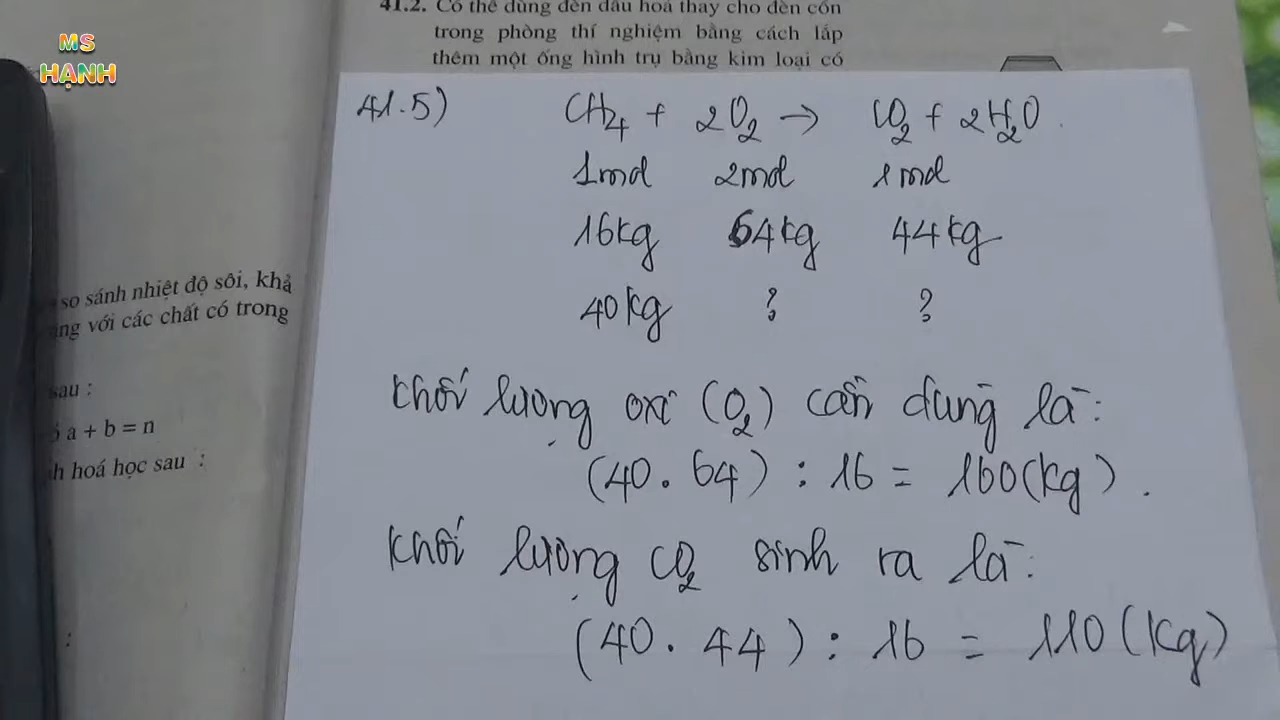 MS
HẠNH
41.2. Có thể dùng đèn dầu hoả thay cho đèn cồn
trong phòng thí nghiệm bằng cách lắp
thêm một ống hình trụ bằng kim loại có
so sánh nhiệt độ sôi, khả
với các chất có trong
sau :
a + b = n
hoá học sau :
:
41.5) CH4 + 2O2 → CO2 + 2H2O
1mol 2mol 1mol
16kg 64kg 44kg
40kg ? ?
Khối lượng oxi (O2) cần dùng là:
(40 . 64) : 16 = 160(kg) .
Khối lượng CO2 sinh ra là:
(40 . 44) : 16 = 110(kg)